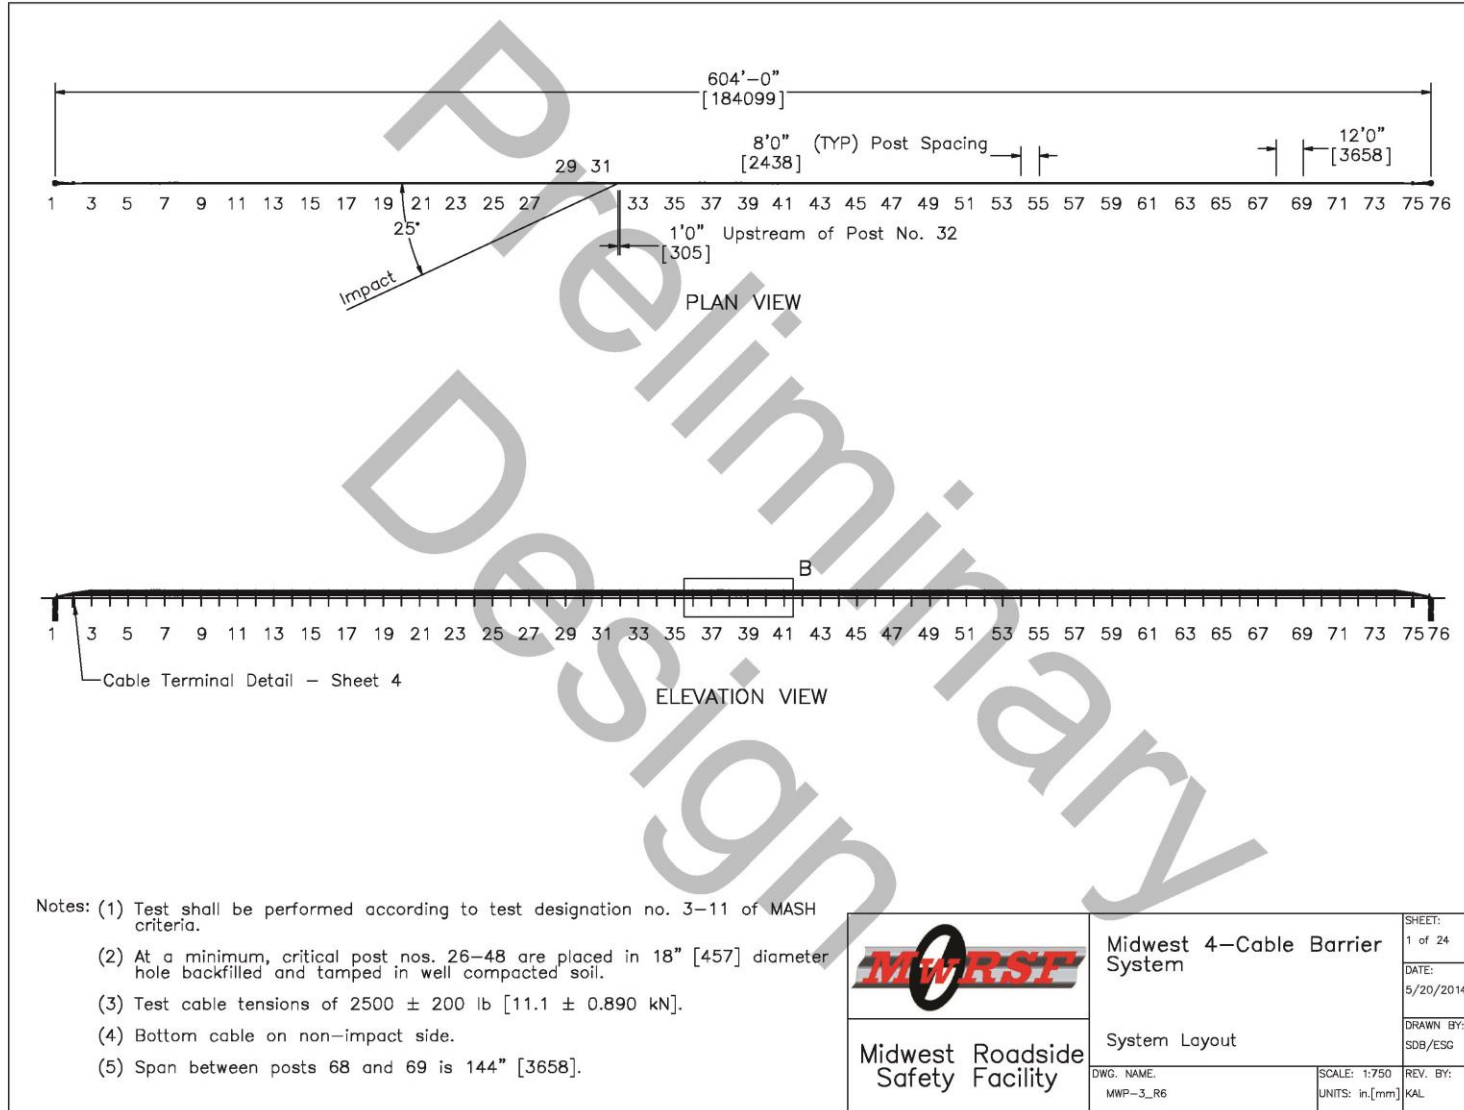 604'-0"
[184099]
8'0" (TYP) Post Spacing
[2438]
12'0"
[3658]
29 31
1 3 5 7 9 11 13 15 17 19 21 23 25 27 33 35 37 39 41 43 45 47 49 51 53 55 57 59 61 63 65 67 69 71 73 75 76
25°
1'0" Upstream of Post No. 32
[305]
Impact
PLAN VIEW
Preliminary
Design
B
1 3 5 7 9 11 13 15 17 19 21 23 25 27 29 31 33 35 37 39 41 43 45 47 49 51 53 55 57 59 61 63 65 67 69 71 73 75 76
Cable Terminal Detail – Sheet 4
ELEVATION VIEW
Notes: (1) Test shall be performed according to test designation no. 3–11 of MASH
criteria.
(2) At a minimum, critical post nos. 26–48 are placed in 18" [457] diameter
hole backfilled and tamped in well compacted soil.
(3) Test cable tensions of 2500 ± 200 lb [11.1 ± 0.890 kN].
(4) Bottom cable on non–impact side.
(5) Span between posts 68 and 69 is 144" [3658].
MwRSF
Midwest Roadside
Safety Facility
Midwest 4–Cable Barrier
System
System Layout
DWG. NAME.
MWP–3_R6
SCALE: 1:750
UNITS: in.[mm]
SHEET:
1 of 24
DATE:
5/20/2014
DRAWN BY:
SDB/ESG
REV. BY:
KAL